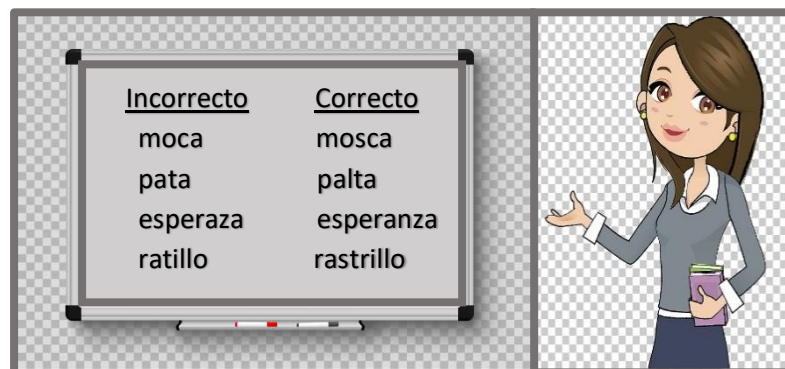 Incorrecto Correcto
moca mosca
pata palta
esperaza esperanza
ratillo rastrillo